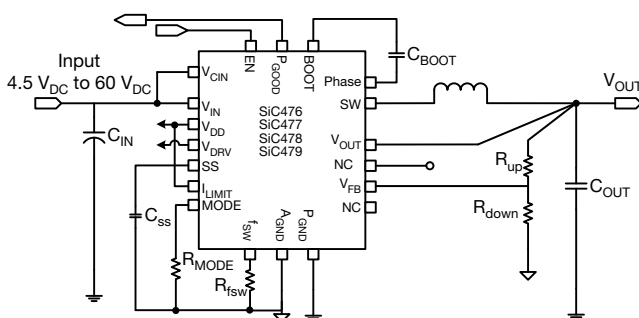 Input
4.5 VDC to 60 VDC
CIN
EN
PGOOD
BOOT
CBOOT
VCIN
VIN
VDD
VDRV
SS
ILIMIT
MODE
SiC476
SiC477
SiC478
SiC479
Phase
SW
VOUT
NC
VFB
NC
fSW
AGND
PGND
Css
RMODE
Rfsw
VOUT
Rup
Rdown
COUT